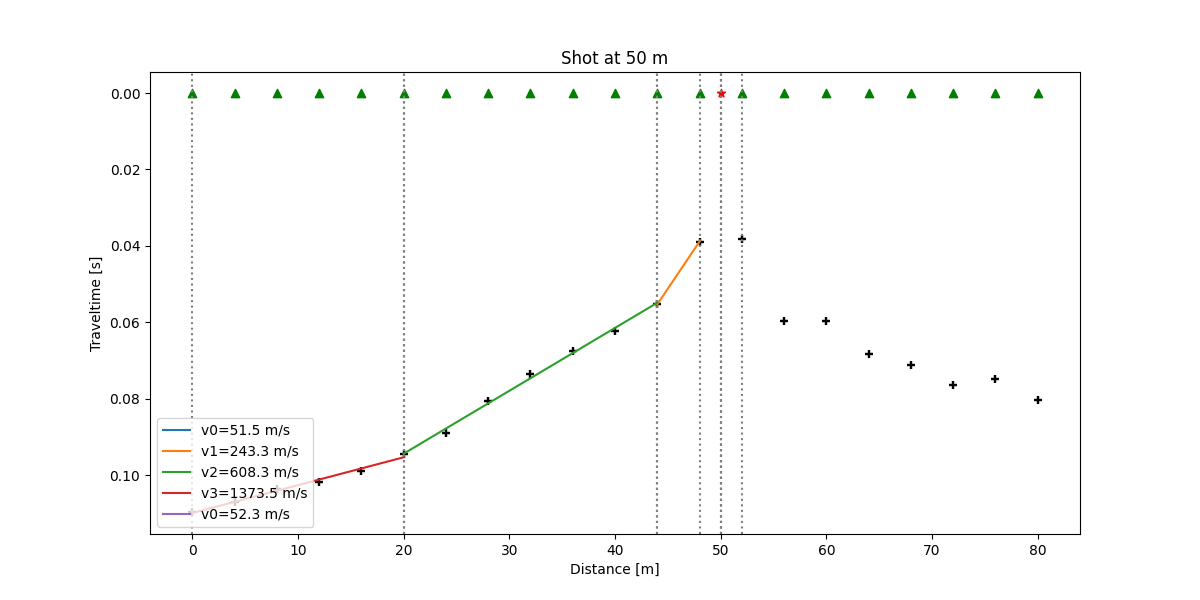 Shot at 50 m
0.00
0.02
0.04
0.06
0.08
0.10
Traveltime [s]
v0=51.5 m/s
v1=243.3 m/s
v2=608.3 m/s
v3=1373.5 m/s
v0=52.3 m/s
0 10 20 30 40 50 60 70 80
Distance [m]